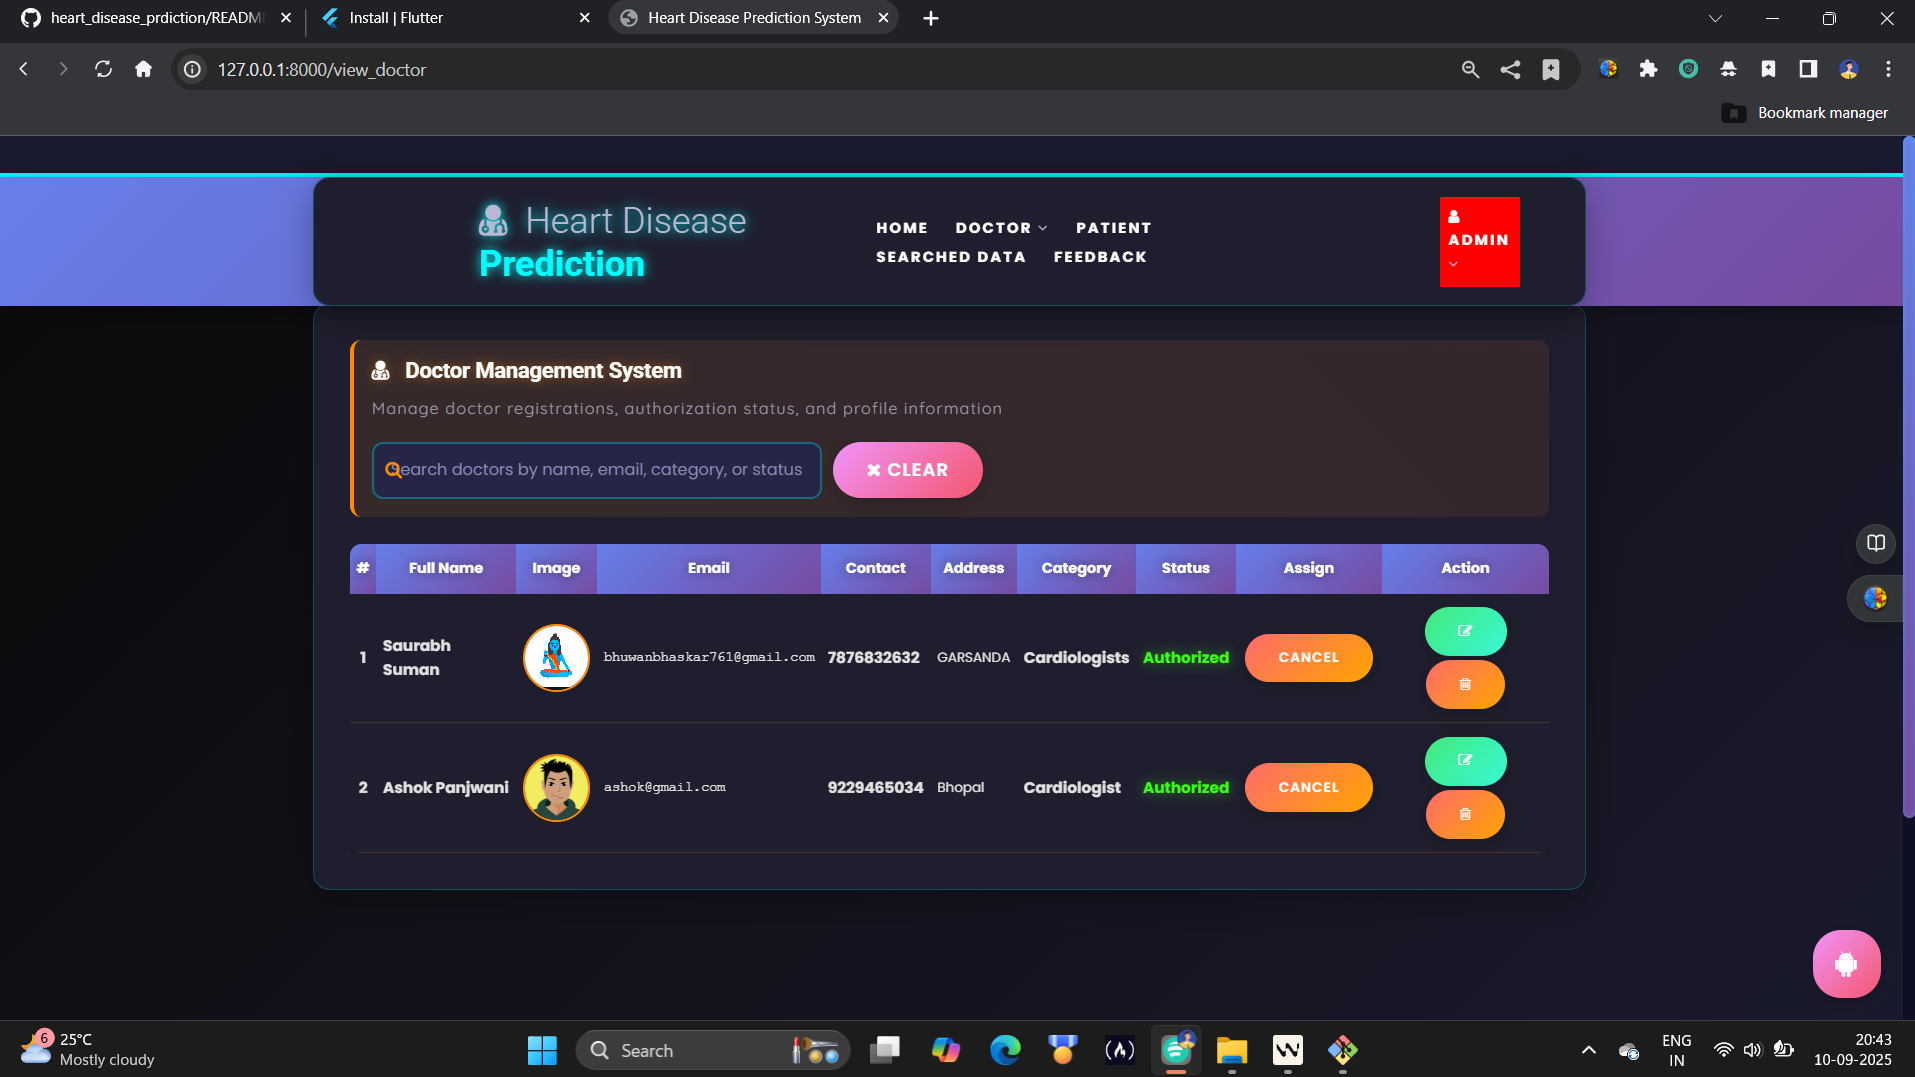 heart_disease_prdiction/READM
Install | Flutter
Heart Disease Prediction System
127.0.0.1:8000/view_doctor
Bookmark manager
Heart Disease
Prediction
HOME DOCTOR PATIENT
SEARCHED DATA FEEDBACK
ADMIN
Doctor Management System
Manage doctor registrations, authorization status, and profile information
Search doctors by name, email, category, or status
CLEAR
# Full Name Image Email Contact Address Category Status Assign Action
1 Saurabh Suman bhuwanbhaskar761@gmail.com 7876832632 GARSANDA Cardiologists Authorized CANCEL
2 Ashok Panjwani ashok@gmail.com 9229465034 Bhopal Cardiologist Authorized CANCEL
6
25°C
Mostly cloudy
Search
ENG
IN
20:43
10-09-2025